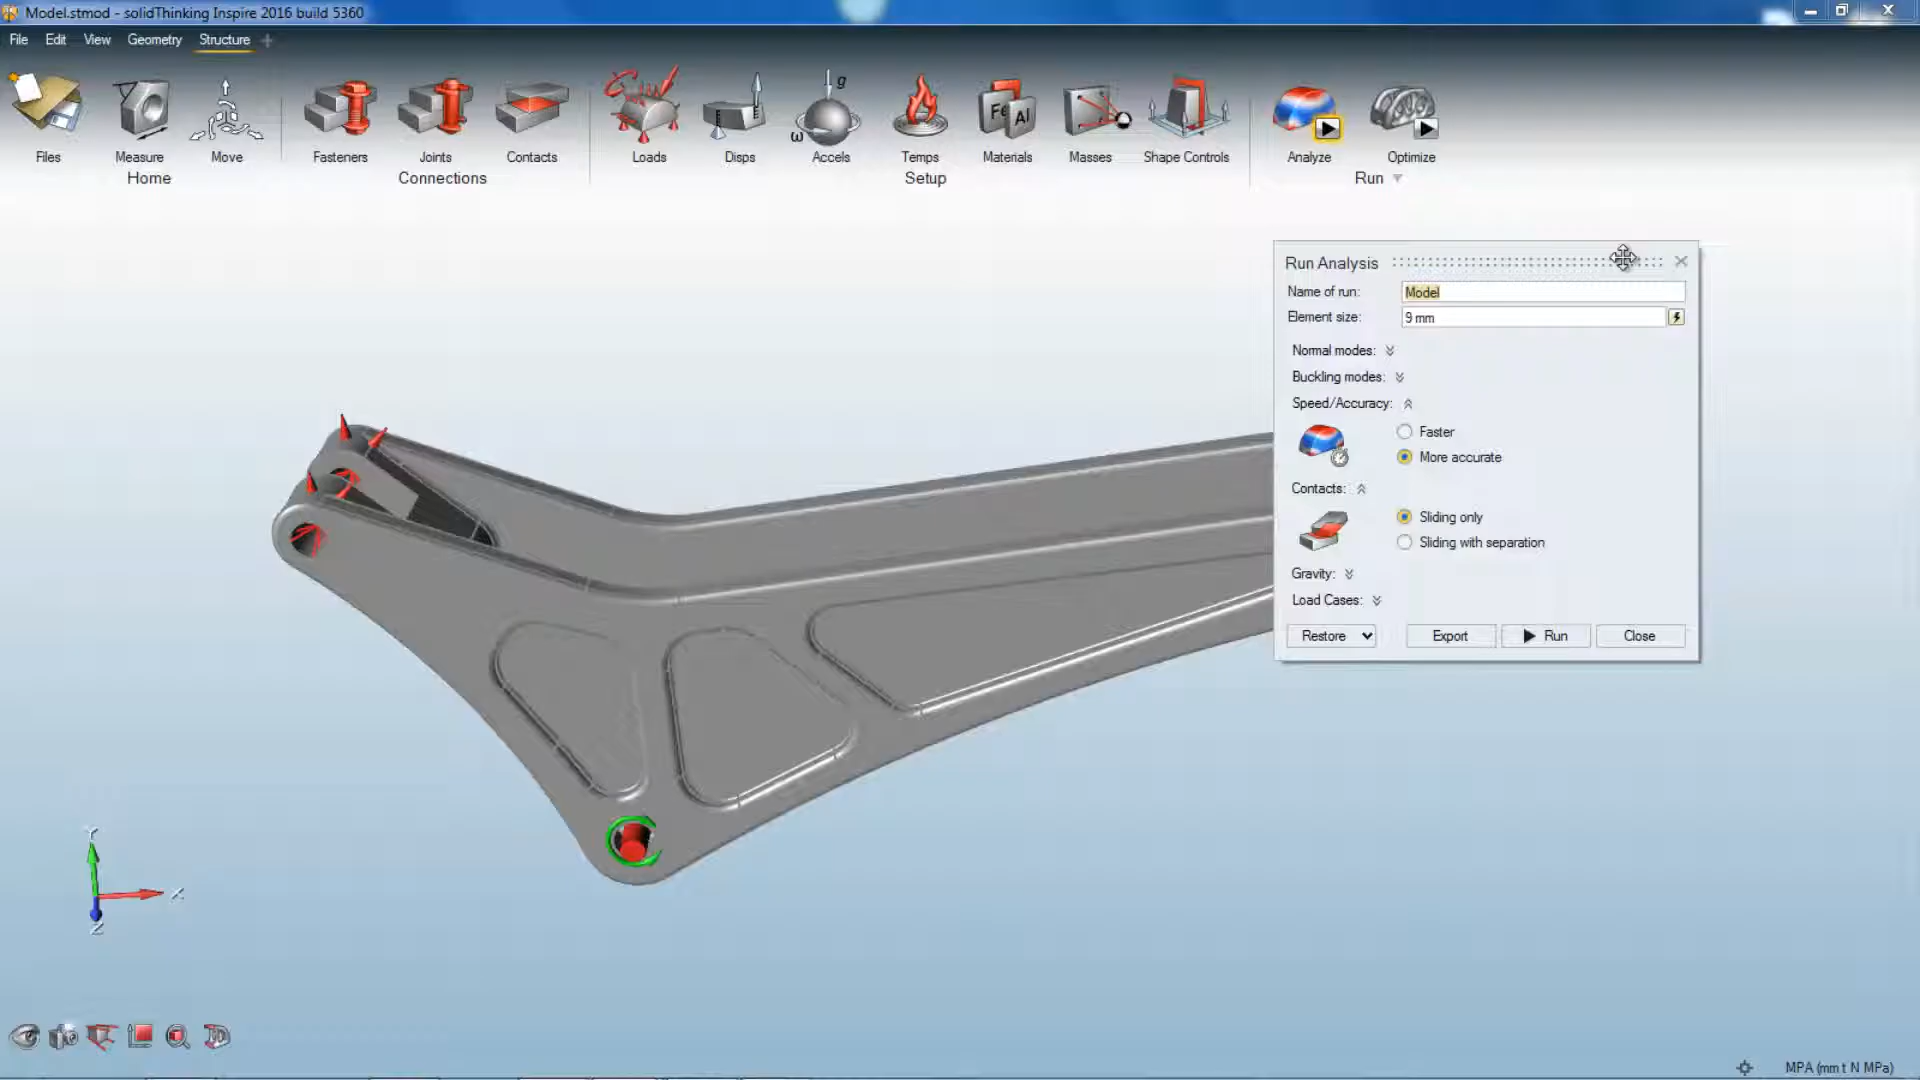 Model.stmod - solidThinking Inspire 2016 build 5360
File Edit View Geometry Structure
g
ω
Fe Al
Files Measure Move Fasteners Joints Contacts Loads Disps Accels Temps Materials Masses Shape Controls Analyze Optimize
Home Connections Setup Run
Run Analysis
Name of run: Model
Element size: 9 mm
Normal modes:
Buckling modes:
Speed/Accuracy:
Faster
More accurate
Contacts:
Sliding only
Sliding with separation
Gravity:
Load Cases:
Restore Export Run Close
Y
X
Z
MPA (mm t N MPa)